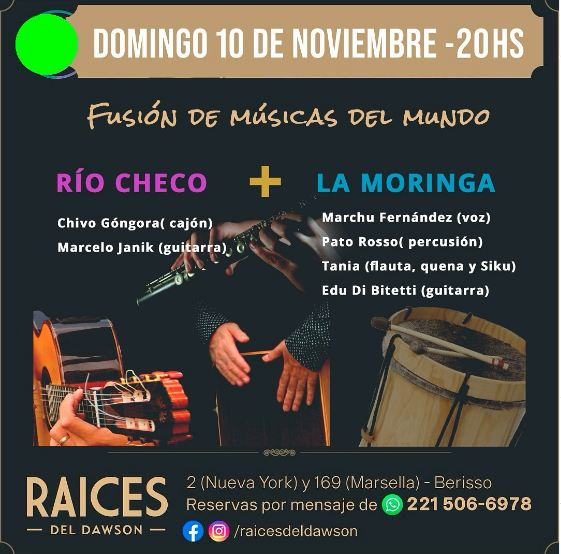 DOMINGO 10 DE NOVIEMBRE -20HS
FUSIÓN DE MÚSICAS DEL MUNDO
RÍO CHECO + LA MORINGA
Chivo Góngora( cajón)
Marcelo Janik (guitarra)
Marchu Fernández (voz)
Pato Rosso( percusión)
Tania (flauta, quena y Siku)
Edu Di Bitetti (guitarra)
RAICES
DEL DAWSON
2 (Nueva York) y 169 (Marsella) - Berisso
Reservas por mensaje de 221 506-6978
/raicesdeldawson